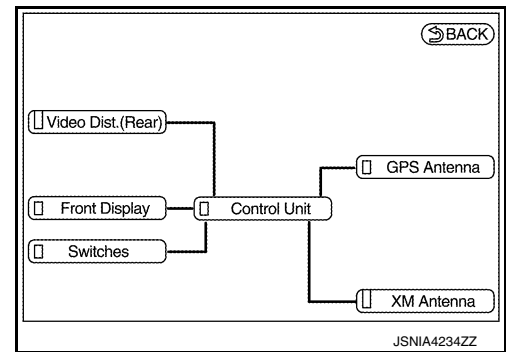 BACK
Video Dist.(Rear)
GPS Antenna
Front Display
Control Unit
Switches
XM Antenna
JSNIA4234ZZ